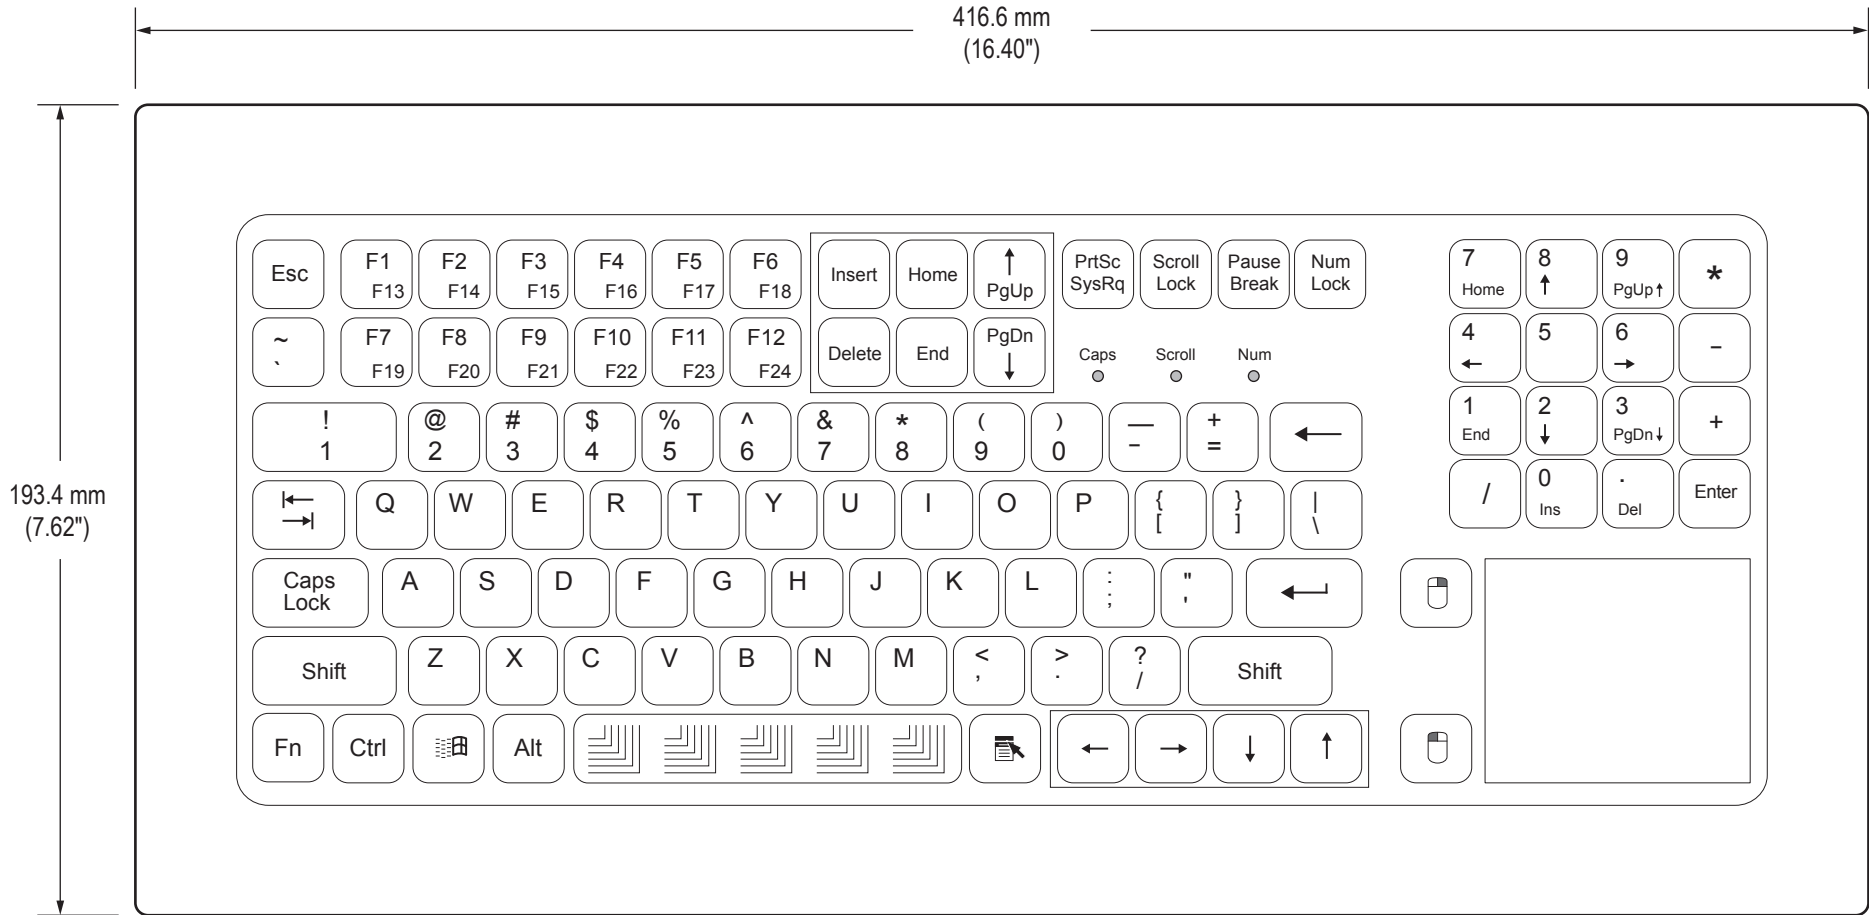 416.6 mm
(16.40")
193.4 mm
(7.62")
Esc F1 F2 F3 F4 F5 F6 Insert Home ↑ PrtSc Scroll Pause Num
F13 F14 F15 F16 F17 F18 PgUp SysRq Lock Break Lock
~ F7 F8 F9 F10 F11 F12 Delete End PgDn Caps Scroll Num
` F19 F20 F21 F22 F23 F24 ↓
! @ # $ % ^ & * ( ) — + ←
1 2 3 4 5 6 7 8 9 0 - =
Q W E R T Y U I O P { } |
[ ] \
Caps A S D F G H J K L : "
Lock ; '
Shift Z X C V B N M < > ? Shift
, . /
Fn Ctrl Alt ← → ↓ ↑
7 8 9 *
Home ↑ PgUp↑
4 5 6 -
← →
1 2 3 +
End ↓ PgDn↓
/ 0 . Enter
Ins Del